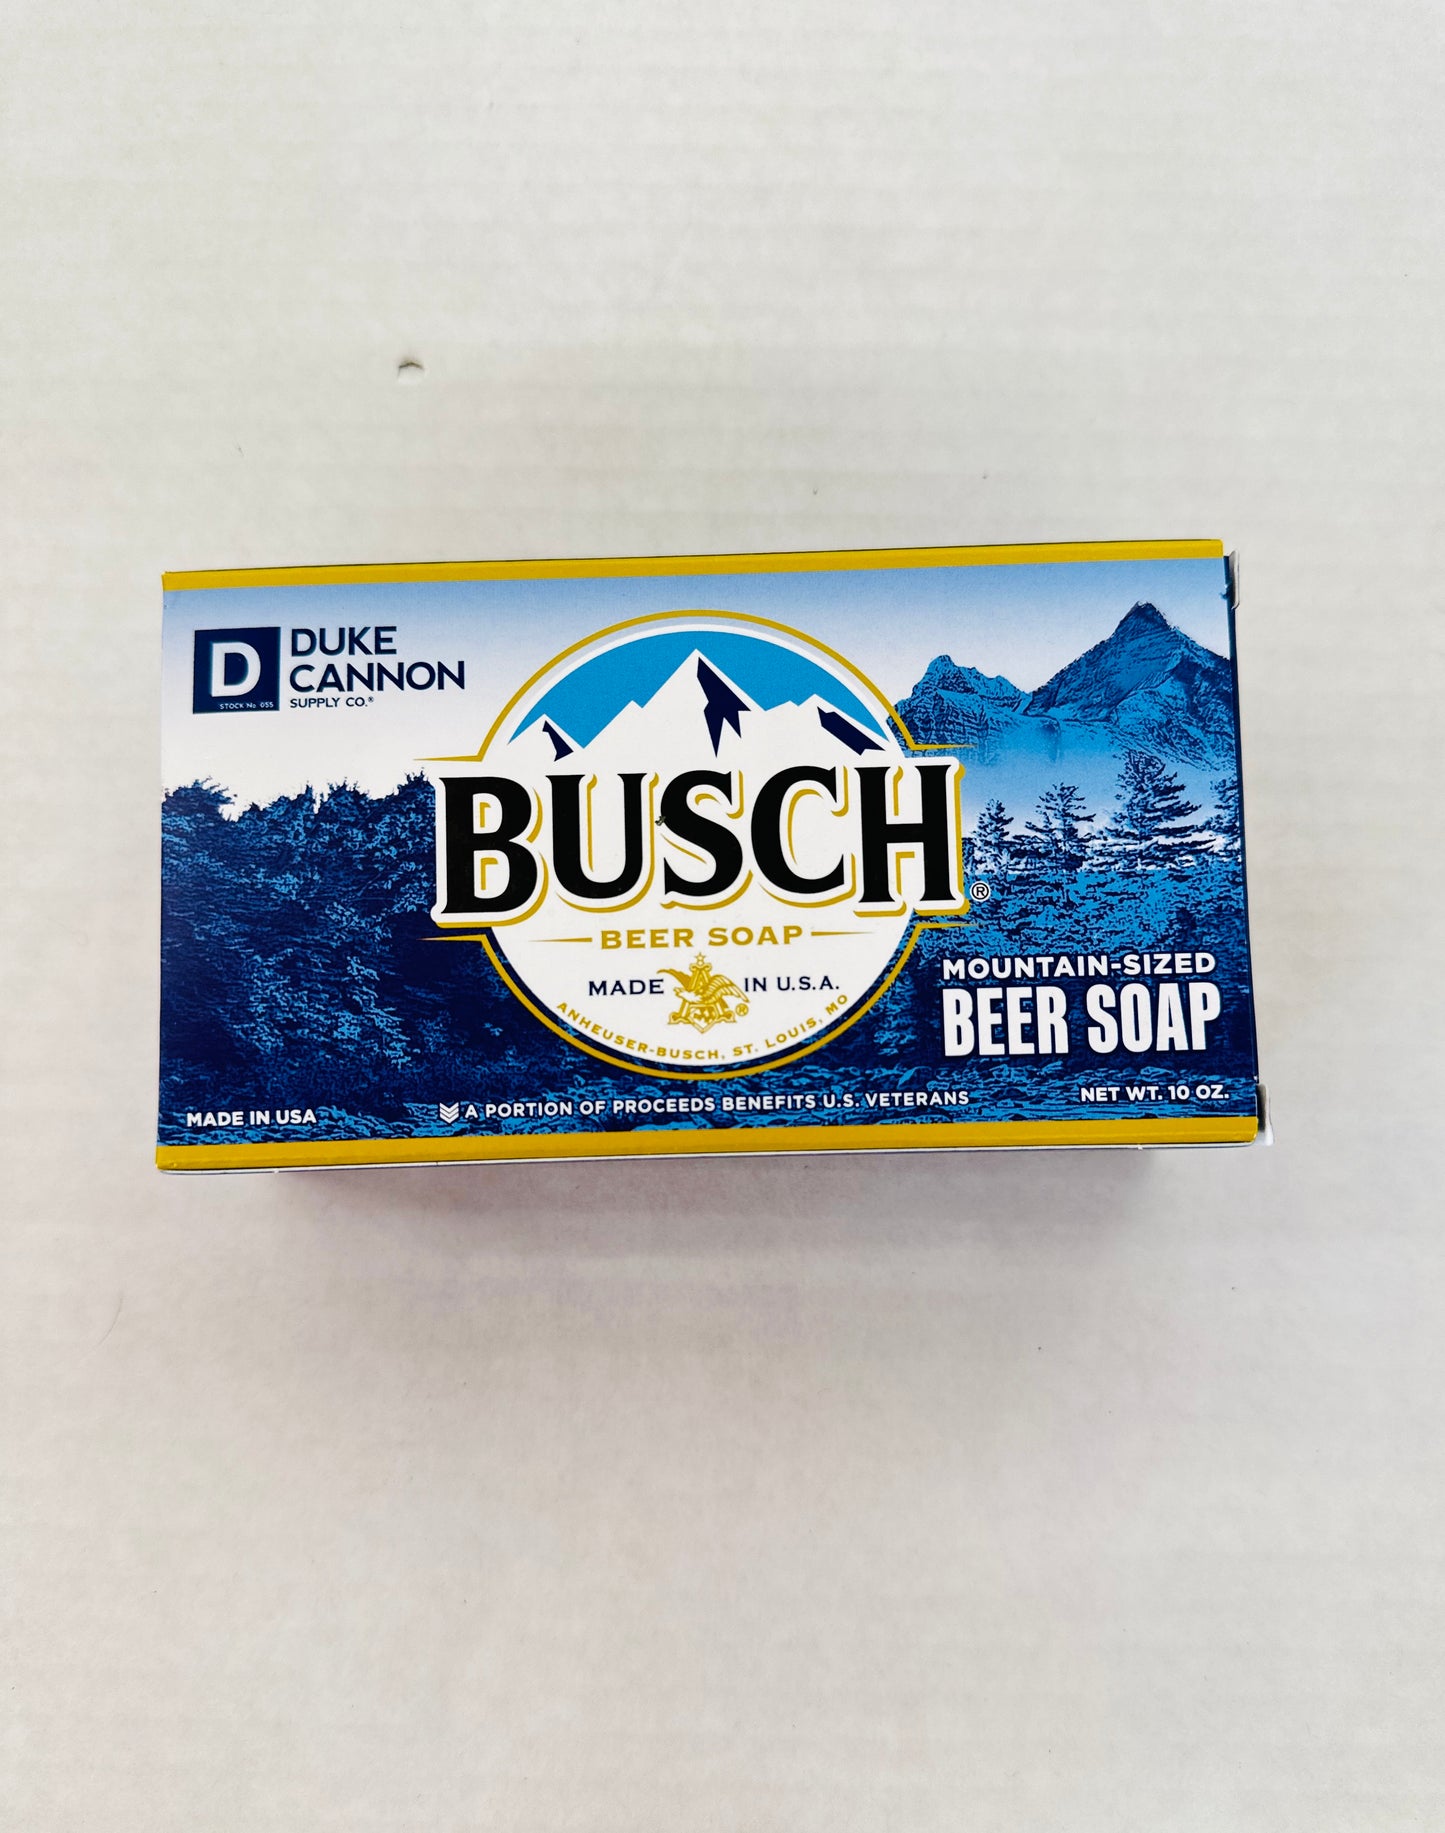 D
STOCK No 055
DUKE
CANNON
SUPPLY CO.®
BUSCH®
BEER SOAP
MADE IN U.S.A.
®
ANHEUSER-BUSCH, ST. LOUIS, MO
MOUNTAIN-SIZED
BEER SOAP
MADE IN USA
A PORTION OF PROCEEDS BENEFITS U.S. VETERANS
NET WT. 10 OZ.